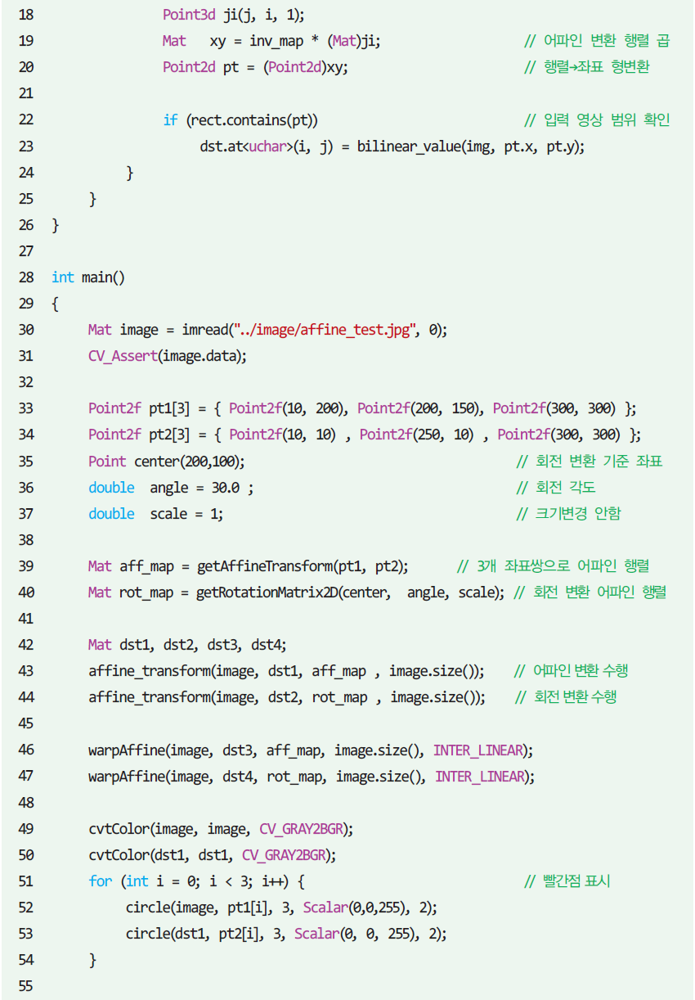 18 Point3d ji(j, i, 1);
19 Mat xy = inv_map * (Mat)ji; // 어파인 변환 행렬 곱
20 Point2d pt = (Point2d)xy; // 행렬→좌표 형변환
21
22 if (rect.contains(pt)) // 입력 영상 범위 확인
23 dst.at<uchar>(i, j) = bilinear_value(img, pt.x, pt.y);
24 }
25 }
26 }
27
28 int main()
29 {
30 Mat image = imread("../image/affine_test.jpg", 0);
31 CV_Assert(image.data);
32
33 Point2f pt1[3] = { Point2f(10, 200), Point2f(200, 150), Point2f(300, 300) };
34 Point2f pt2[3] = { Point2f(10, 10) , Point2f(250, 10) , Point2f(300, 300) };
35 Point center(200,100); // 회전 변환 기준 좌표
36 double angle = 30.0 ; // 회전 각도
37 double scale = 1; // 크기변경 안함
38
39 Mat aff_map = getAffineTransform(pt1, pt2); // 3개 좌표쌍으로 어파인 행렬
40 Mat rot_map = getRotationMatrix2D(center, angle, scale); // 회전 변환 어파인 행렬
41
42 Mat dst1, dst2, dst3, dst4;
43 affine_transform(image, dst1, aff_map , image.size()); // 어파인 변환 수행
44 affine_transform(image, dst2, rot_map , image.size()); // 회전 변환 수행
45
46 warpAffine(image, dst3, aff_map, image.size(), INTER_LINEAR);
47 warpAffine(image, dst4, rot_map, image.size(), INTER_LINEAR);
48
49 cvtColor(image, image, CV_GRAY2BGR);
50 cvtColor(dst1, dst1, CV_GRAY2BGR);
51 for (int i = 0; i < 3; i++) { // 빨간점 표시
52 circle(image, pt1[i], 3, Scalar(0,0,255), 2);
53 circle(dst1, pt2[i], 3, Scalar(0, 0, 255), 2);
54 }
55